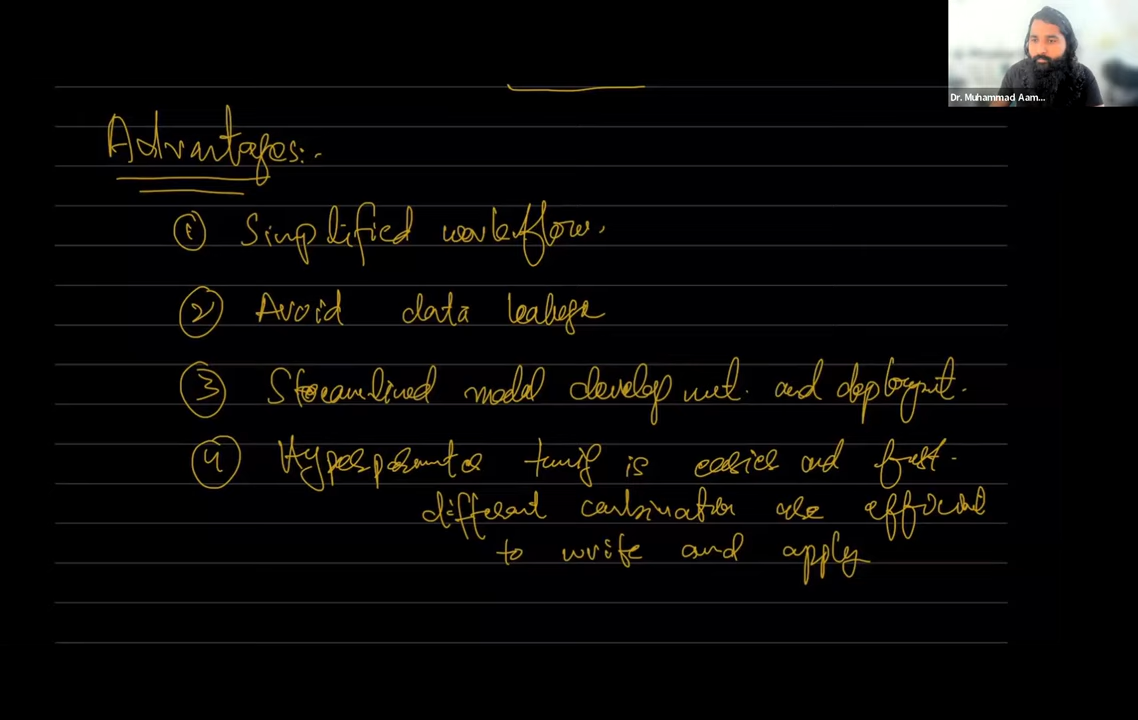 Dr. Muhammad Aam...
Advantages:-
① Simplified workflow.
② Avoid data leakage
③ Streamlined model development. and deployment.
④ Hyperparameter tuning is easier and fast.
different combination are efficient
to write and apply